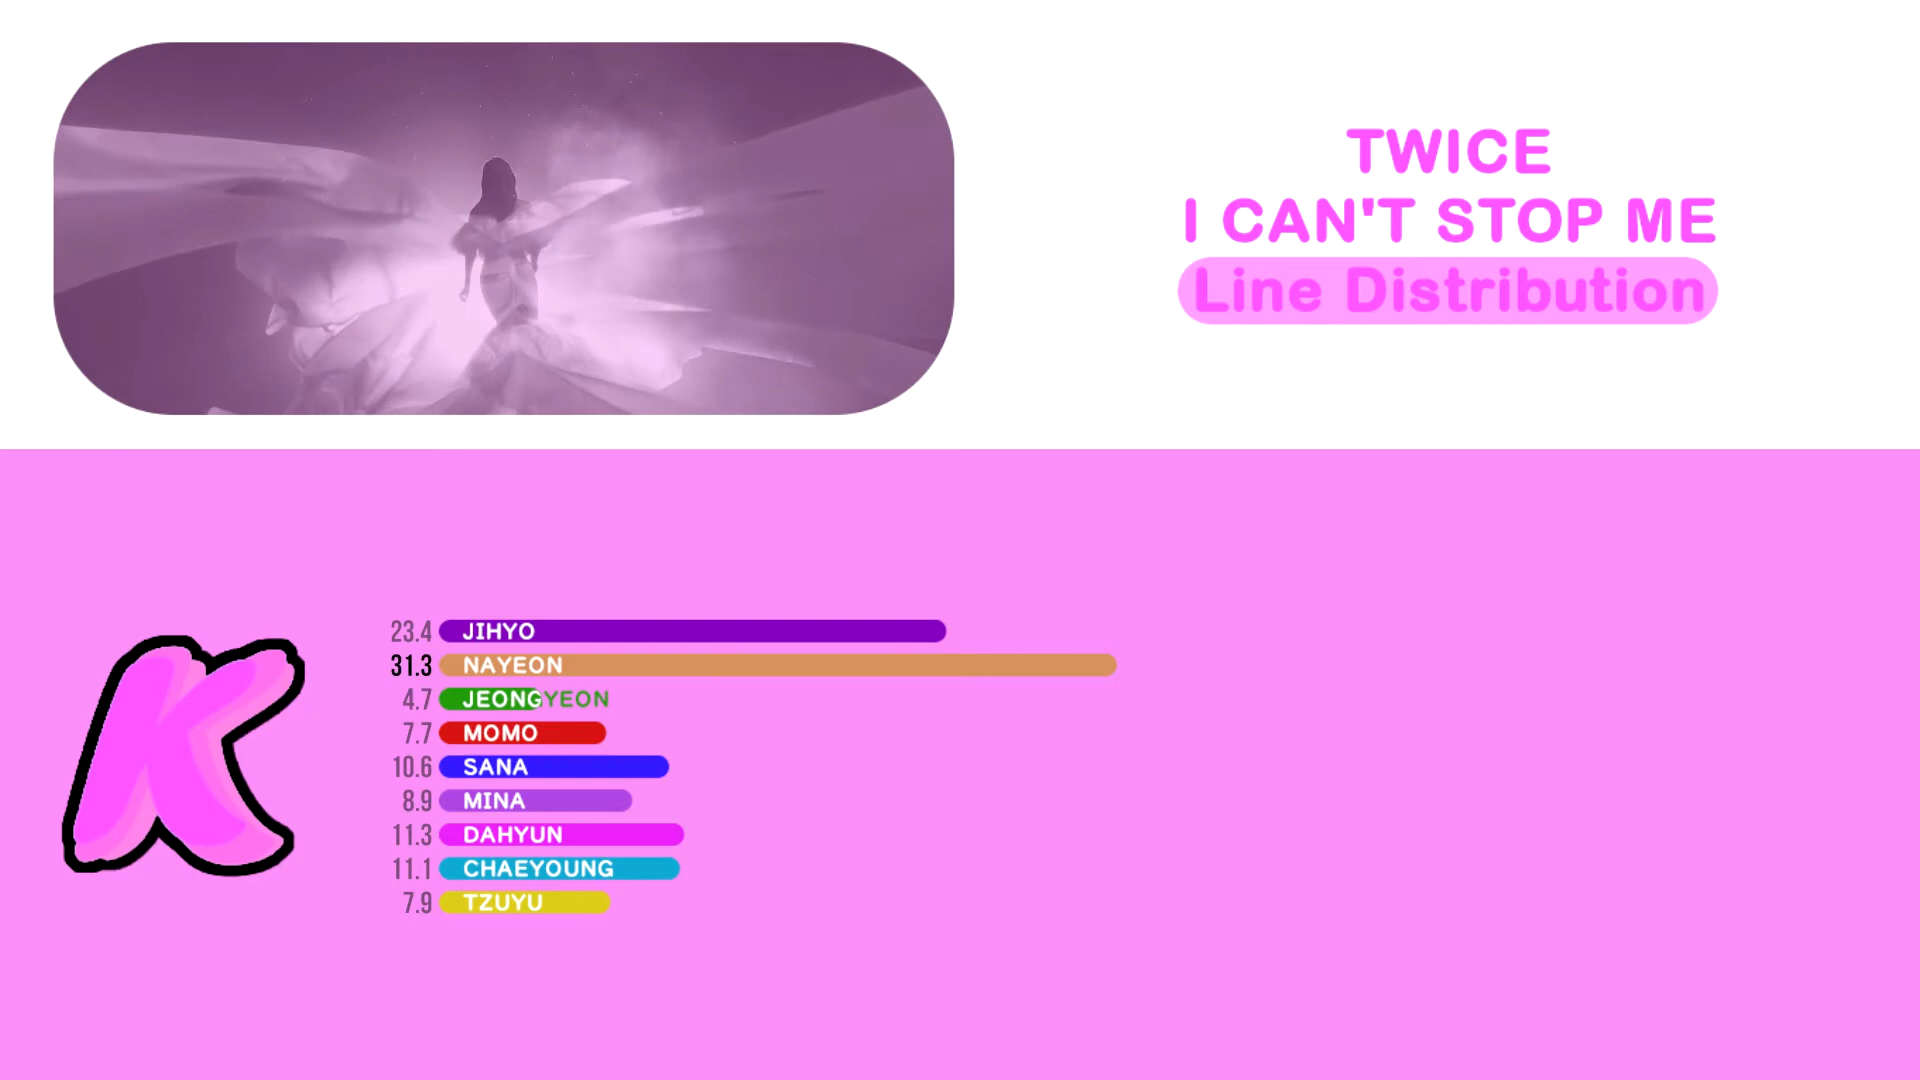 TWICE
I CAN'T STOP ME
Line Distribution
K
23.4 JIHYO
31.3 NAYEON
4.7 JEONGYEON
7.7 MOMO
10.6 SANA
8.9 MINA
11.3 DAHYUN
11.1 CHAEYOUNG
7.9 TZUYU